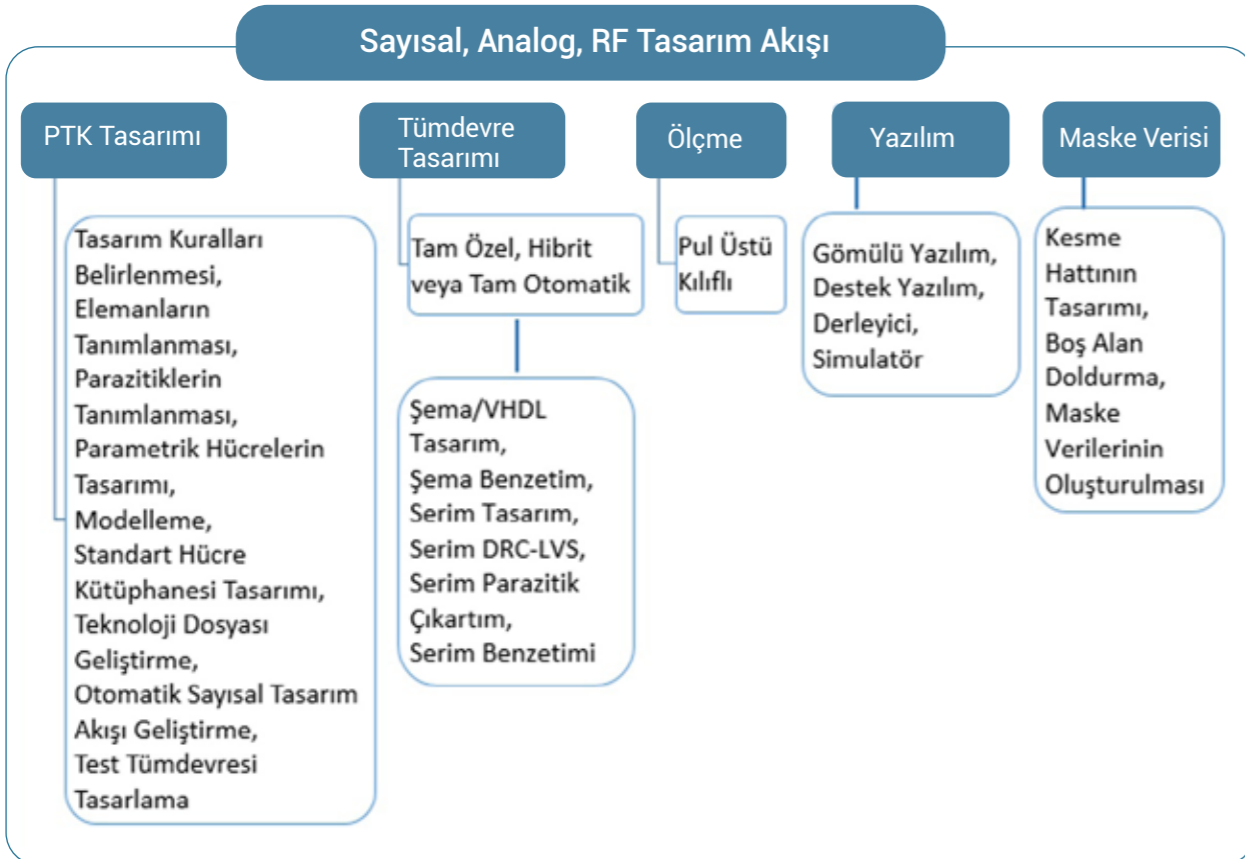 Sayısal, Analog, RF Tasarım Akışı
PTK Tasarımı
Tasarım Kuralları
Belirlenmesi,
Elemanların
Tanımlanması,
Parazitiklerin
Tanımlanması,
Parametrik Hücrelerin
Tasarımı,
Modelleme,
Standart Hücre
Kütüphanesi Tasarımı,
Teknoloji Dosyası
Geliştirme,
Otomatik Sayısal Tasarım
Akışı Geliştirme,
Test Tümdevresi
Tasarlama
Tümdevre
Tasarımı
Tam Özel, Hibrit
veya Tam Otomatik
Şema/VHDL
Tasarım,
Şema Benzetim,
Serim Tasarım,
Serim DRC-LVS,
Serim Parazitik
Çıkartım,
Serim Benzetimi
Ölçme
Pul Üstü
Kılıflı
Yazılım
Gömülü Yazılım,
Destek Yazılım,
Derleyici,
Simulatör
Maske Verisi
Kesme
Hattının
Tasarımı,
Boş Alan
Doldurma,
Maske
Verilerinin
Oluşturulması